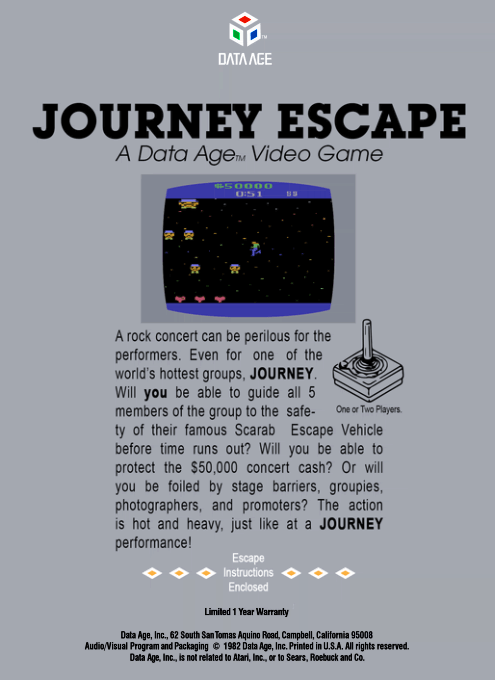 TM
DATA AGE
JOURNEY ESCAPE
A Data Age TM Video Game
50000
0:51
A rock concert can be perilous for the
performers. Even for one of the
world's hottest groups, JOURNEY.
Will you be able to guide all 5
members of the group to the safe-
One or Two Players.
ty of their famous Scarab Escape Vehicle
before time runs out? Will you be able to
protect the $50,000 concert cash? Or will
you be foiled by stage barriers, groupies,
photographers, and promoters? The action
is hot and heavy, just like at a JOURNEY
performance!
Escape
Instructions
Enclosed
Limited 1 Year Warranty
Data Age, Inc., 62 South San Tomas Aquino Road, Campbell, California 95008
Audio/Visual Program and Packaging © 1982 Data Age, Inc. Printed in U.S.A. All rights reserved.
Data Age, Inc., is not related to Atari, Inc., or to Sears, Roebuck and Co.